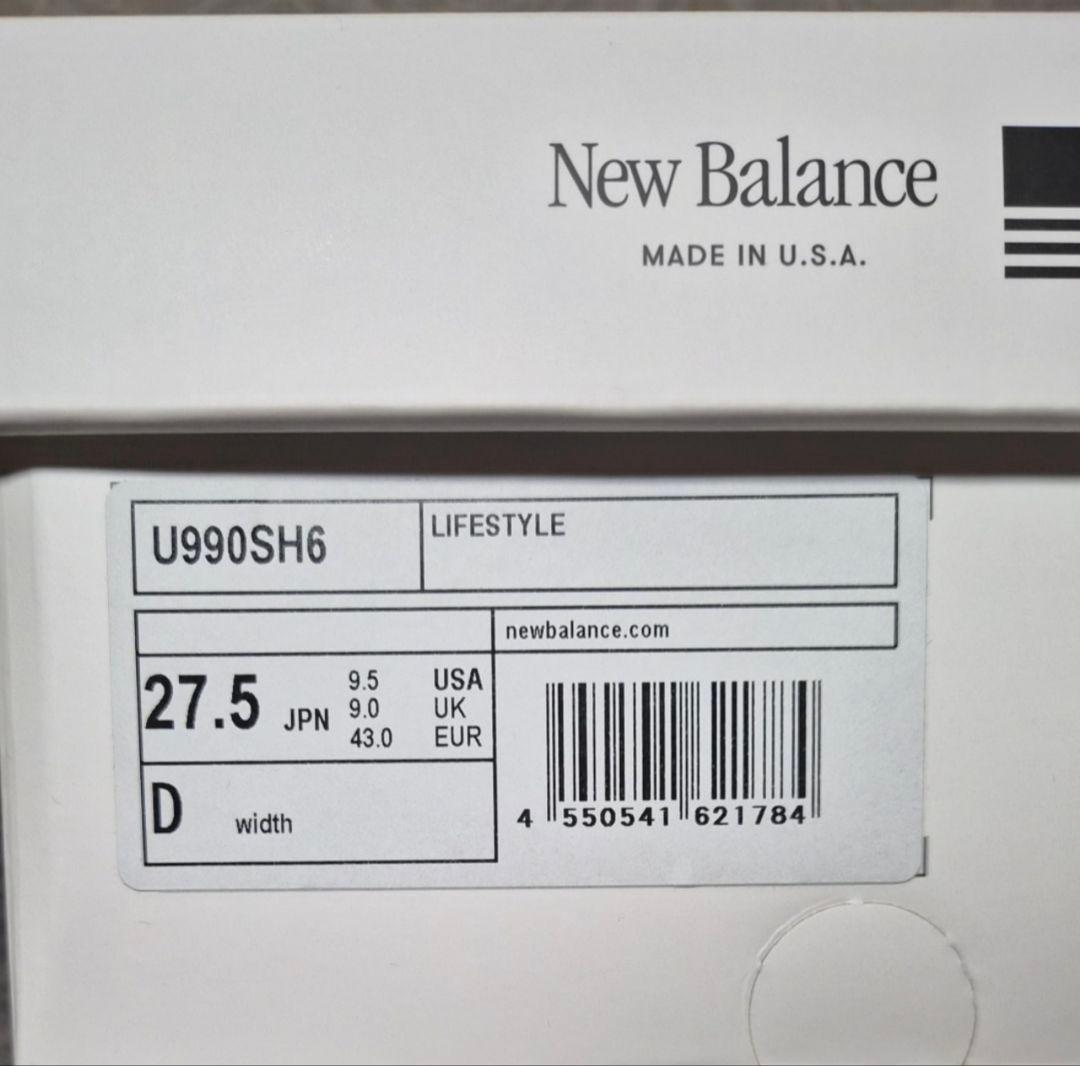 New Balance
MADE IN U.S.A.
U990SH6
LIFESTYLE
newbalance.com
27.5 JPN
9.5 USA
9.0 UK
43.0 EUR
D width
4 550541 621784